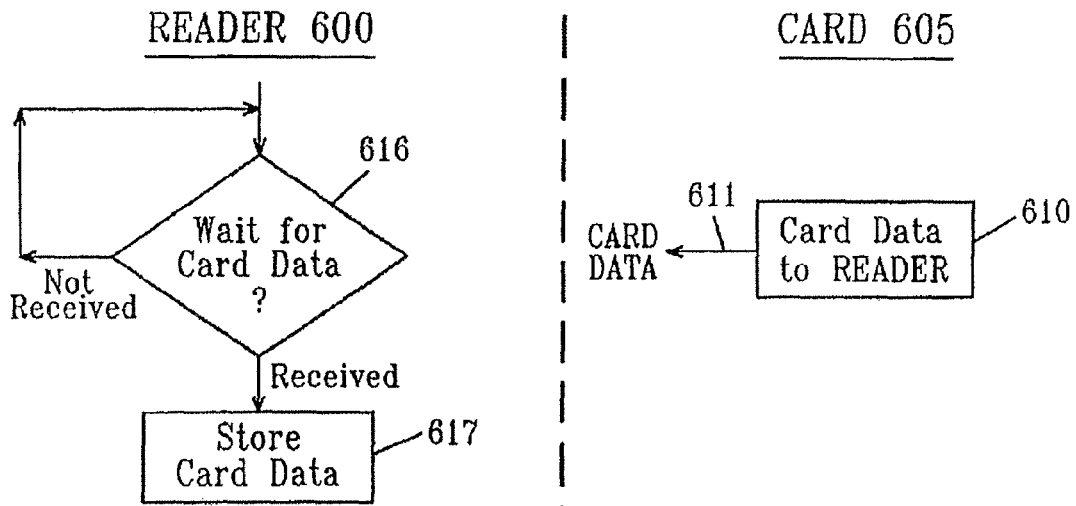 READER 600
CARD 605
616
Wait for
Card Data
?
Not
Received
Received
Store
Card Data
617
611
CARD
DATA
Card Data
to READER
610